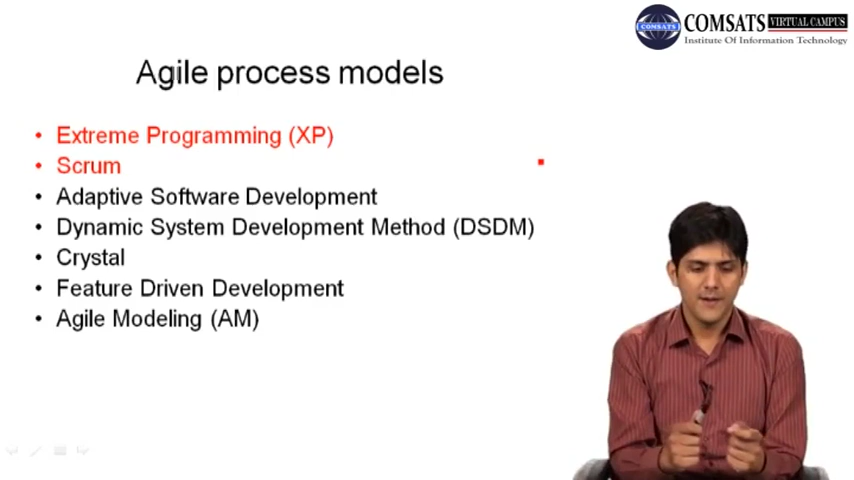 COMSATS VIRTUAL CAMPUS
COMSATS
Institute Of Information Technology
Agile process models
• Extreme Programming (XP)
• Scrum
• Adaptive Software Development
• Dynamic System Development Method (DSDM)
• Crystal
• Feature Driven Development
• Agile Modeling (AM)